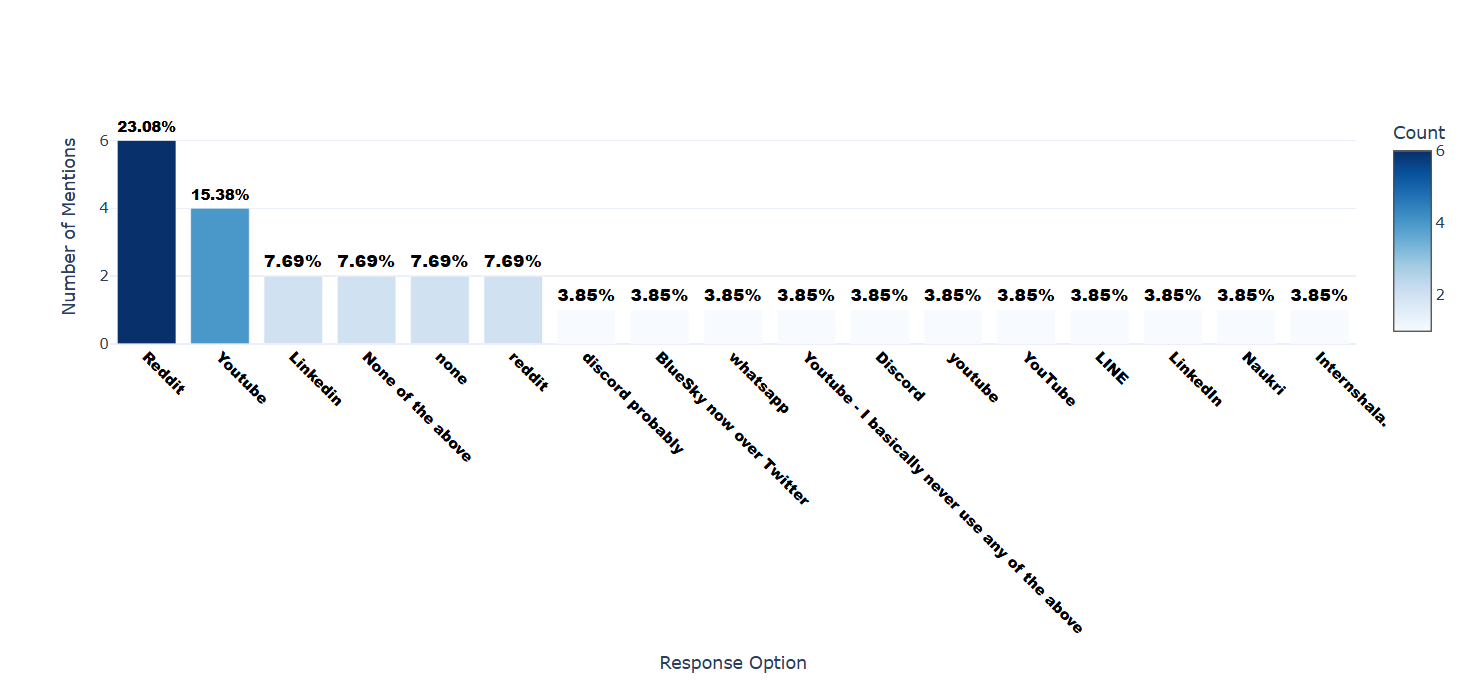 23.08%
15.38%
7.69%
7.69%
7.69%
7.69%
3.85%
3.85%
3.85%
3.85%
3.85%
3.85%
3.85%
3.85%
3.85%
3.85%
3.85%
Number of Mentions
6
4
2
0
Reddit
Youtube
Linkedin
None of the above
none
reddit
discord probably
BlueSky now over Twitter
whatsapp
Youtube - I basically never use any of the above
Discord
youtube
YouTube
LINE
LinkedIn
Naukri
Internshala.
Response Option
Count
6
4
2